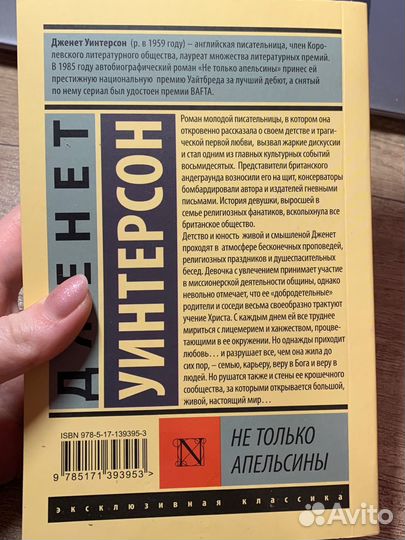 Дженет Уинтерсон (р. в 1959 году) – английская писательница, член Коро-
левского литературного общества, лауреат множества литературных премий.
В 1985 году автобиографический роман «Не только апельсины» принес ей
престижную национальную премию Уайтбреда за лучший дебют, а снятый
по нему сериал был удостоен премии BAFTA.
ДЖЕНЕТ
УИНТЕРСОН
Роман молодой писательницы, в котором она
откровенно рассказала о своем детстве и траги-
ческой первой любви, вызвал жаркие дискуссии
и стал одним из главных культурных событий
восьмидесятых. Представители британского
андеграунда возносили его на щит, консерваторы
бомбардировали автора и издателей гневными
письмами. История девушки, выросшей в
семье религиозных фанатиков, всколыхнула все
британское общество.
Детство и юность живой и смышленой Дженет
проходят в атмосфере бесконечных проповедей,
религиозных праздников и душеспасительных
бесед. Девочка с увлечением принимает участие
в миссионерской деятельности общины, однако
невольно отмечает, что ее «добродетельные»
родители и соседи весьма своеобразно трактуют
учение Христа. С каждым днем ей все труднее
мириться с лицемерием и ханжеством, процве-
тающими в ее окружении. Но однажды приходит
любовь… и разрушает все, чем она жила до
сих пор, – семью, карьеру, веру в Бога и веру в
людей. Но рушатся также и стены ее крошечного
сообщества, за которыми открывается большой,
живой, настоящий мир…
ISBN 978-5-17-139395-3
9 785171 393953 >
N
НЕ ТОЛЬКО
АПЕЛЬСИНЫ
эксклюзивная классика
Avito